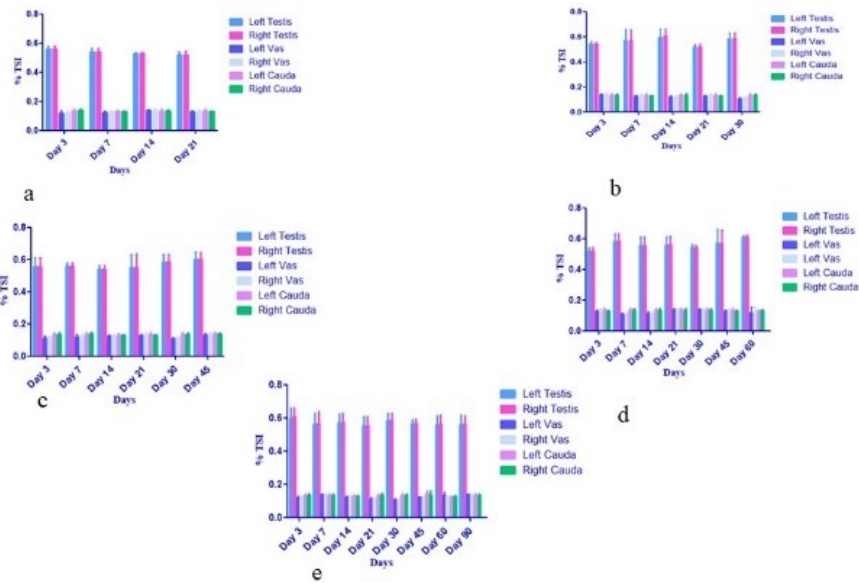 0.8
0.6
0.4
0.2
0.0
% TSI
Day 3
Day 7
Day 14
Day 21
Days
Left Testis
Right Testis
Left Vas
Right Vas
Left Cauda
Right Cauda
a
0.8
0.6
0.4
0.2
0.0
% TSI
Day 3
Day 7
Day 14
Day 21
Day 30
Days
Left Testis
Right Testis
Left Vas
Right Vas
Left Cauda
Right Cauda
b
0.8
0.6
0.4
0.2
0.0
% TSI
Day 3
Day 7
Day 14
Day 21
Day 30
Day 45
Days
Left Testis
Right Testis
Left Vas
Right Vas
Left Cauda
Right Cauda
c
0.8
0.6
0.4
0.2
0.0
% TSI
Day 3
Day 7
Day 14
Day 21
Day 30
Day 45
Day 60
Days
Left Testis
Right Testis
Left Vas
Left Vas
Left Cauda
Right Cauda
d
0.8
0.6
0.4
0.2
0.0
% TSI
Day 3
Day 7
Day 14
Day 21
Day 30
Day 45
Day 60
Day 90
Days
Left Testis
Right Testis
Left Vas
Right Vas
Left Cauda
Right Cauda
e